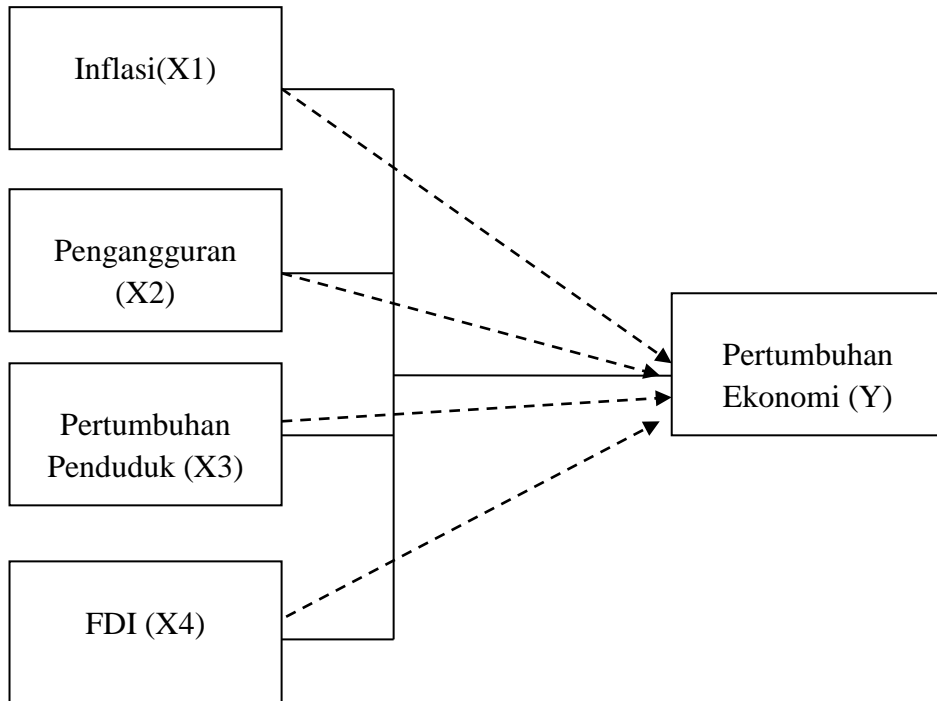 Inflasi(X1)
Pengangguran
(X2)
Pertumbuhan
Penduduk (X3)
FDI (X4)
Pertumbuhan
Ekonomi (Y)